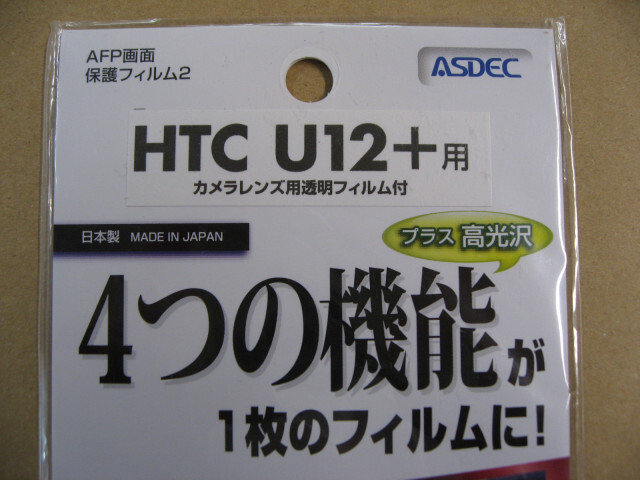 AFP画面
保護フィルム2
ASDEC
HTC U12+用
カメラレンズ用透明フィルム付
日本製 MADE IN JAPAN
プラス 高光沢
4つの機能が
1枚のフィルムに!